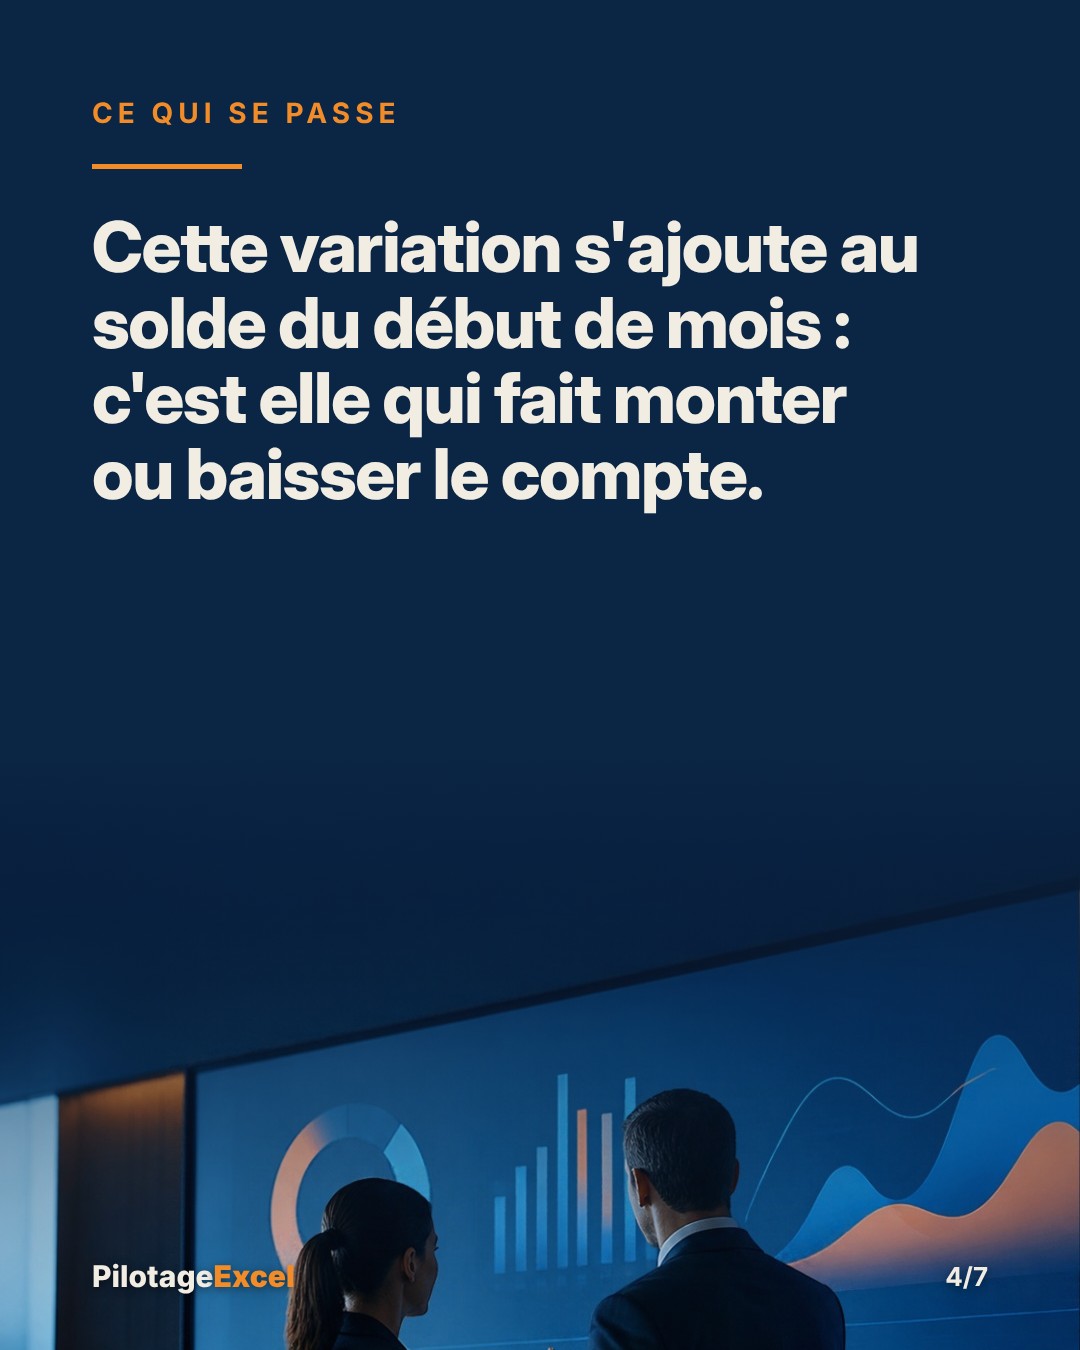 CE QUI SE PASSE
Cette variation s'ajoute au
solde du début de mois :
c'est elle qui fait monter
ou baisser le compte.
PilotageExcel
4/7